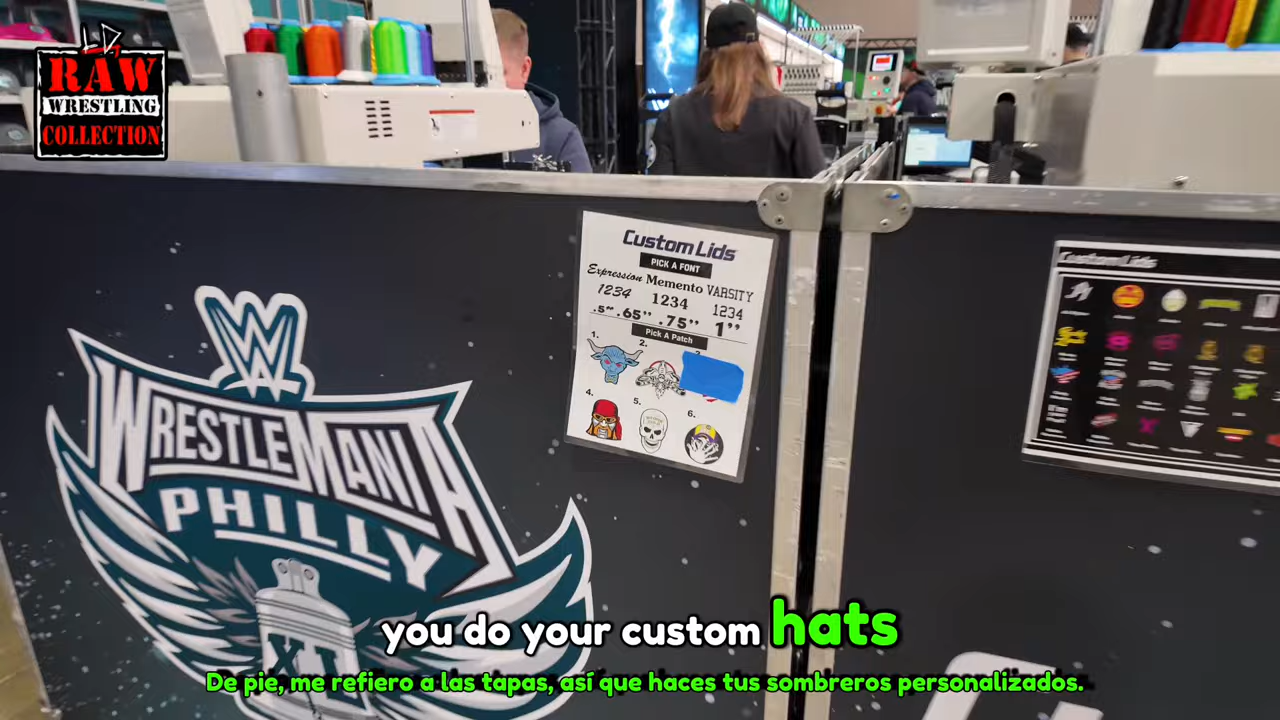 RAW
WRESTLING
COLLECTION
Custom Lids
PICK A FONT
Expression Memento VARSITY
1234 1234 1234
.5" .65" .75" 1"
Pick A Patch
1. 2.
4. 5. 6.
Custom Lids
W
WRESTLEMANIA
PHILLY
XL
you do your custom hats
De pie, me refiero a las tapas, así que haces tus sombreros personalizados.